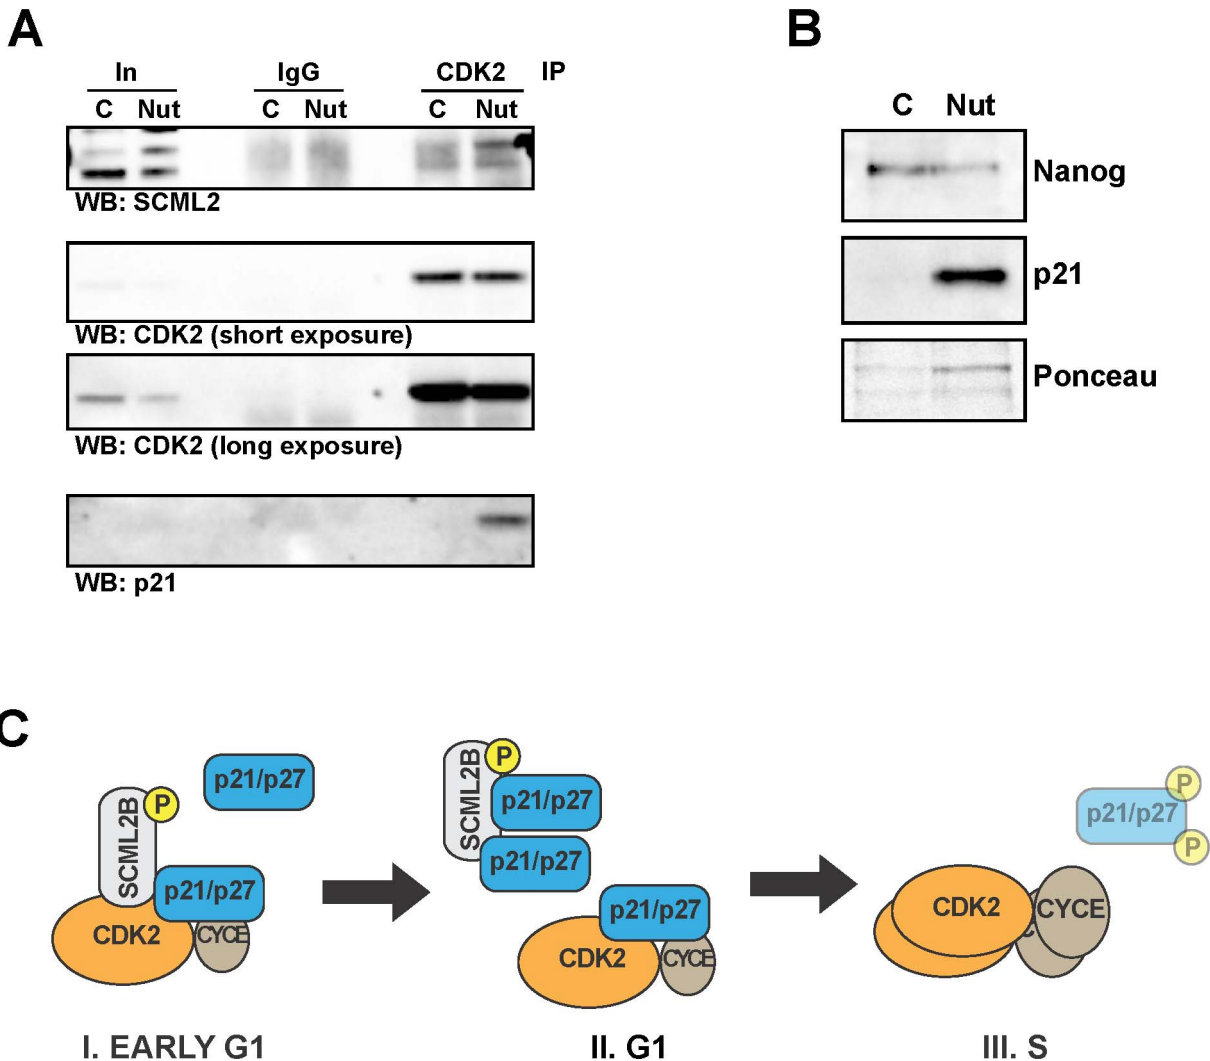 A
In IgG CDK2 IP
C Nut C Nut C Nut
WB: SCML2
WB: CDK2 (short exposure)
WB: CDK2 (long exposure)
WB: p21
B
C Nut
Nanog
p21
Ponceau
C
SCML2B
P
p21/p27
p21/p27
CDK2
CYCE
I. EARLY G1
SCML2B
P
p21/p27
p21/p27
p21/p27
CDK2
CYCE
II. G1
P
p21/p27
P
CDK2
CYCE
C
III. S